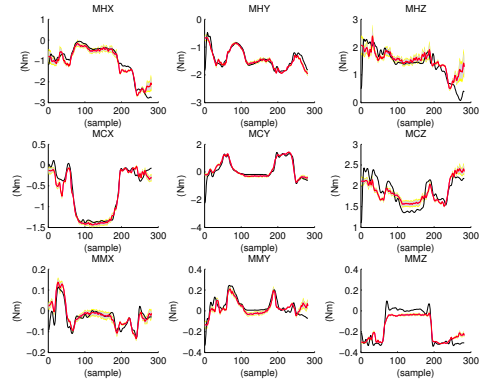 MHX MHY MHZ
1 0 −1 −2 −3 (Nm) 0 100 200 300 (sample)
0 −1 −2 −3 (Nm) 0 100 200 300 (sample)
3 2 1 0 (Nm) 0 100 200 300 (sample)
MCX MCY MCZ
0.5 0 −0.5 −1 −1.5 (Nm) 0 100 200 300 (sample)
2 0 −2 −4 (Nm) 0 100 200 300 (sample)
3 2.5 2 1.5 1 (Nm) 0 100 200 300 (sample)
MMX MMY MMZ
0.2 0.1 0 −0.1 −0.2 (Nm) 0 100 200 300 (sample)
0.4 0.2 0 −0.2 −0.4 (Nm) 0 100 200 300 (sample)
0.4 0.2 0 −0.2 −0.4 (Nm) 0 100 200 300 (sample)